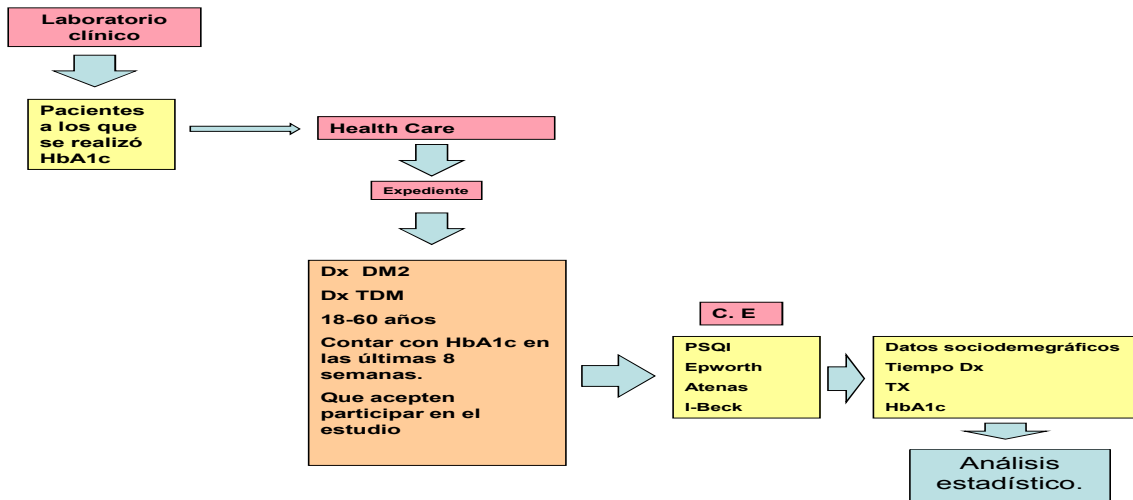 Laboratorio
clínico
Pacientes
a los que
se realizó
HbA1c
Health Care
Expediente
Dx DM2
Dx TDM
18-60 años
Contar con HbA1c en
las últimas 8
semanas.
Que acepten
participar en el
estudio
C. E
PSQI
Epworth
Atenas
I-Beck
Datos sociodemegráficos
Tiempo Dx
TX
HbA1c
Análisis
estadístico.